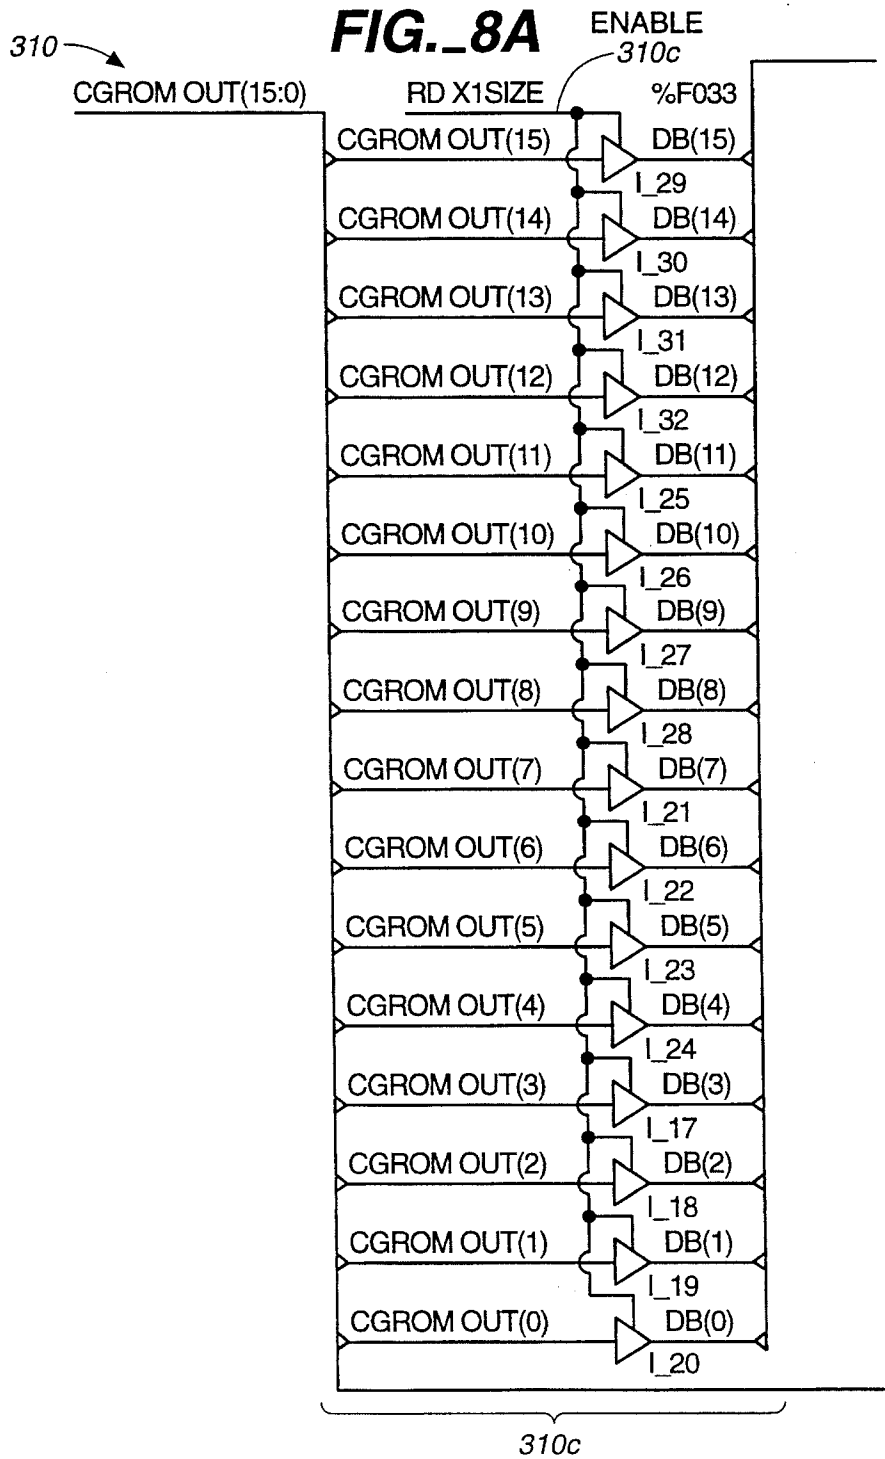 FIG._8A
ENABLE
310
310c
CGROM OUT(15:0)
RD X1SIZE
%F033
CGROM OUT(15)
DB(15)
I_29
CGROM OUT(14)
DB(14)
I_30
CGROM OUT(13)
DB(13)
I_31
CGROM OUT(12)
DB(12)
I_32
CGROM OUT(11)
DB(11)
I_25
CGROM OUT(10)
DB(10)
I_26
CGROM OUT(9)
DB(9)
I_27
CGROM OUT(8)
DB(8)
I_28
CGROM OUT(7)
DB(7)
I_21
CGROM OUT(6)
DB(6)
I_22
CGROM OUT(5)
DB(5)
I_23
CGROM OUT(4)
DB(4)
I_24
CGROM OUT(3)
DB(3)
I_17
CGROM OUT(2)
DB(2)
I_18
CGROM OUT(1)
DB(1)
I_19
CGROM OUT(0)
DB(0)
I_20
310c